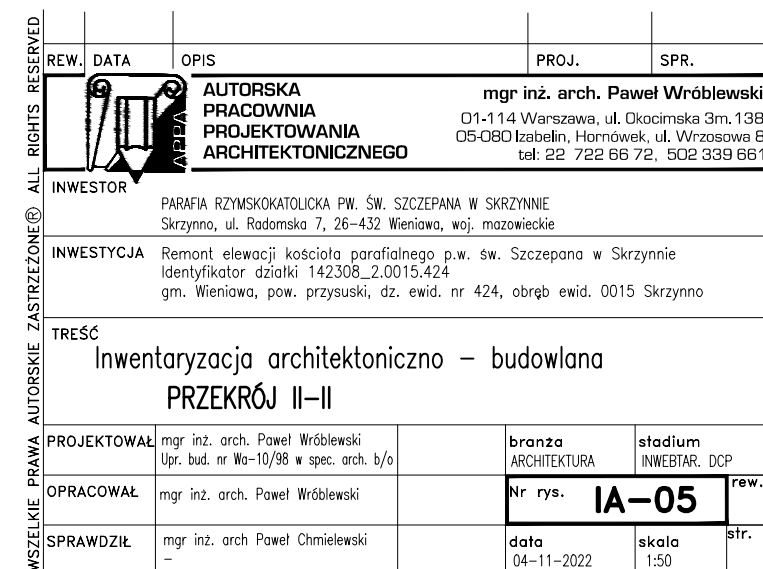 WSZELKIE PRAWA AUTORSKIE ZASTRZEŻONE® ALL RIGHTS RESERVED
REW. DATA OPIS PROJ. SPR.
APPA
AUTORSKA
PRACOWNIA
PROJEKTOWANIA
ARCHITEKTONICZNEGO
mgr inż. arch. Paweł Wróblewski
01-114 Warszawa, ul. Okocimska 3m. 138
05-080 Izabelin, Hornówek, ul. Wrzosowa 8
tel: 22 722 66 72, 502 339 661
INWESTOR
PARAFIA RZYMSKOKATOLICKA PW. ŚW. SZCZEPANA W SKRZYNNIE
Skrzynno, ul. Radomska 7, 26-432 Wieniawa, woj. mazowieckie
INWESTYCJA
Remont elewacji kościoła parafialnego p.w. św. Szczepana w Skrzynnie
Identyfikator działki 142308_2.0015.424
gm. Wieniawa, pow. przysuski, dz. ewid. nr 424, obręb ewid. 0015 Skrzynno
TREŚĆ
Inwentaryzacja architektoniczno – budowlana
PRZEKRÓJ II–II
PROJEKTOWAŁ
mgr inż. arch. Paweł Wróblewski
Upr. bud. nr Wa-10/98 w spec. arch. b/o
branża
ARCHITEKTURA
stadium
INWEBTAR. DCP
OPRACOWAŁ
mgr inż. arch. Paweł Wróblewski
Nr rys. IA–05
rew.
SPRAWDZIŁ
mgr inż. arch Paweł Chmielewski
–
data
04-11-2022
skala
1:50
str.